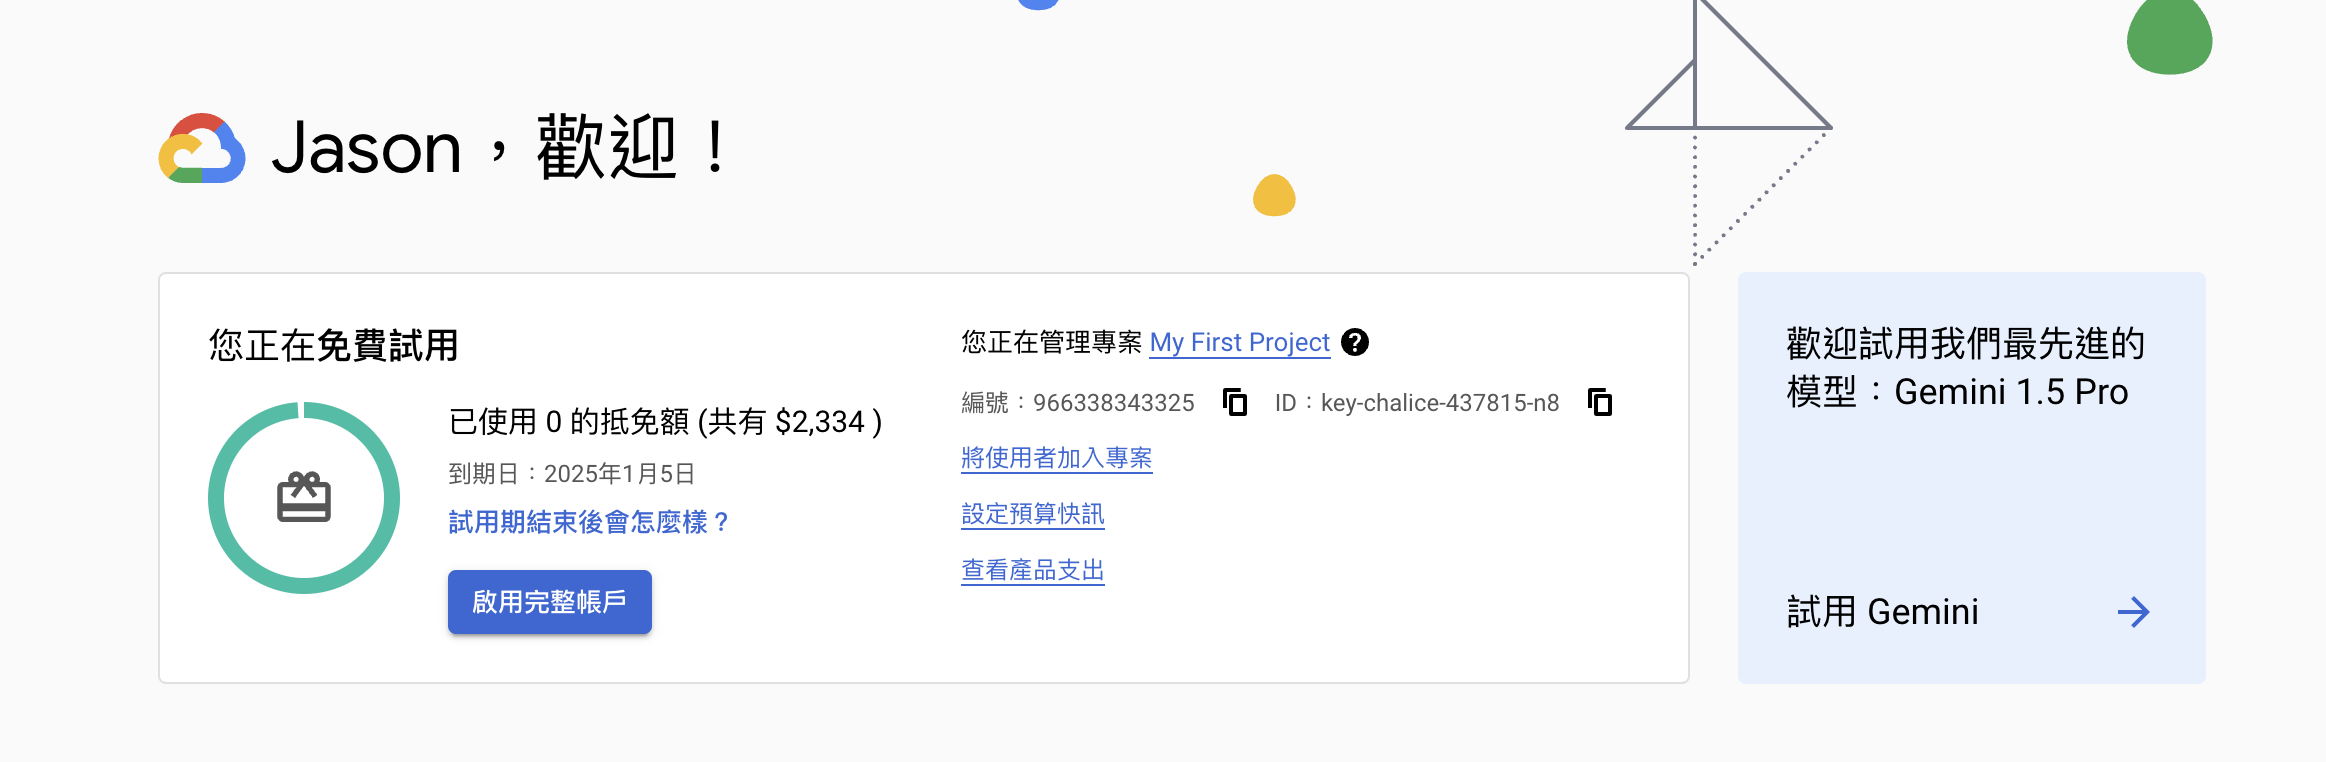 Jason，歡迎！
您正在免費試用
已使用 0 的抵免額 (共有 $2,334 )
到期日：2025年1月5日
試用期結束後會怎麼樣？
啟用完整帳戶
您正在管理專案 My First Project
編號：966338343325 ID：key-chalice-437815-n8
將使用者加入專案
設定預算快訊
查看產品支出
歡迎試用我們最先進的
模型：Gemini 1.5 Pro
試用 Gemini